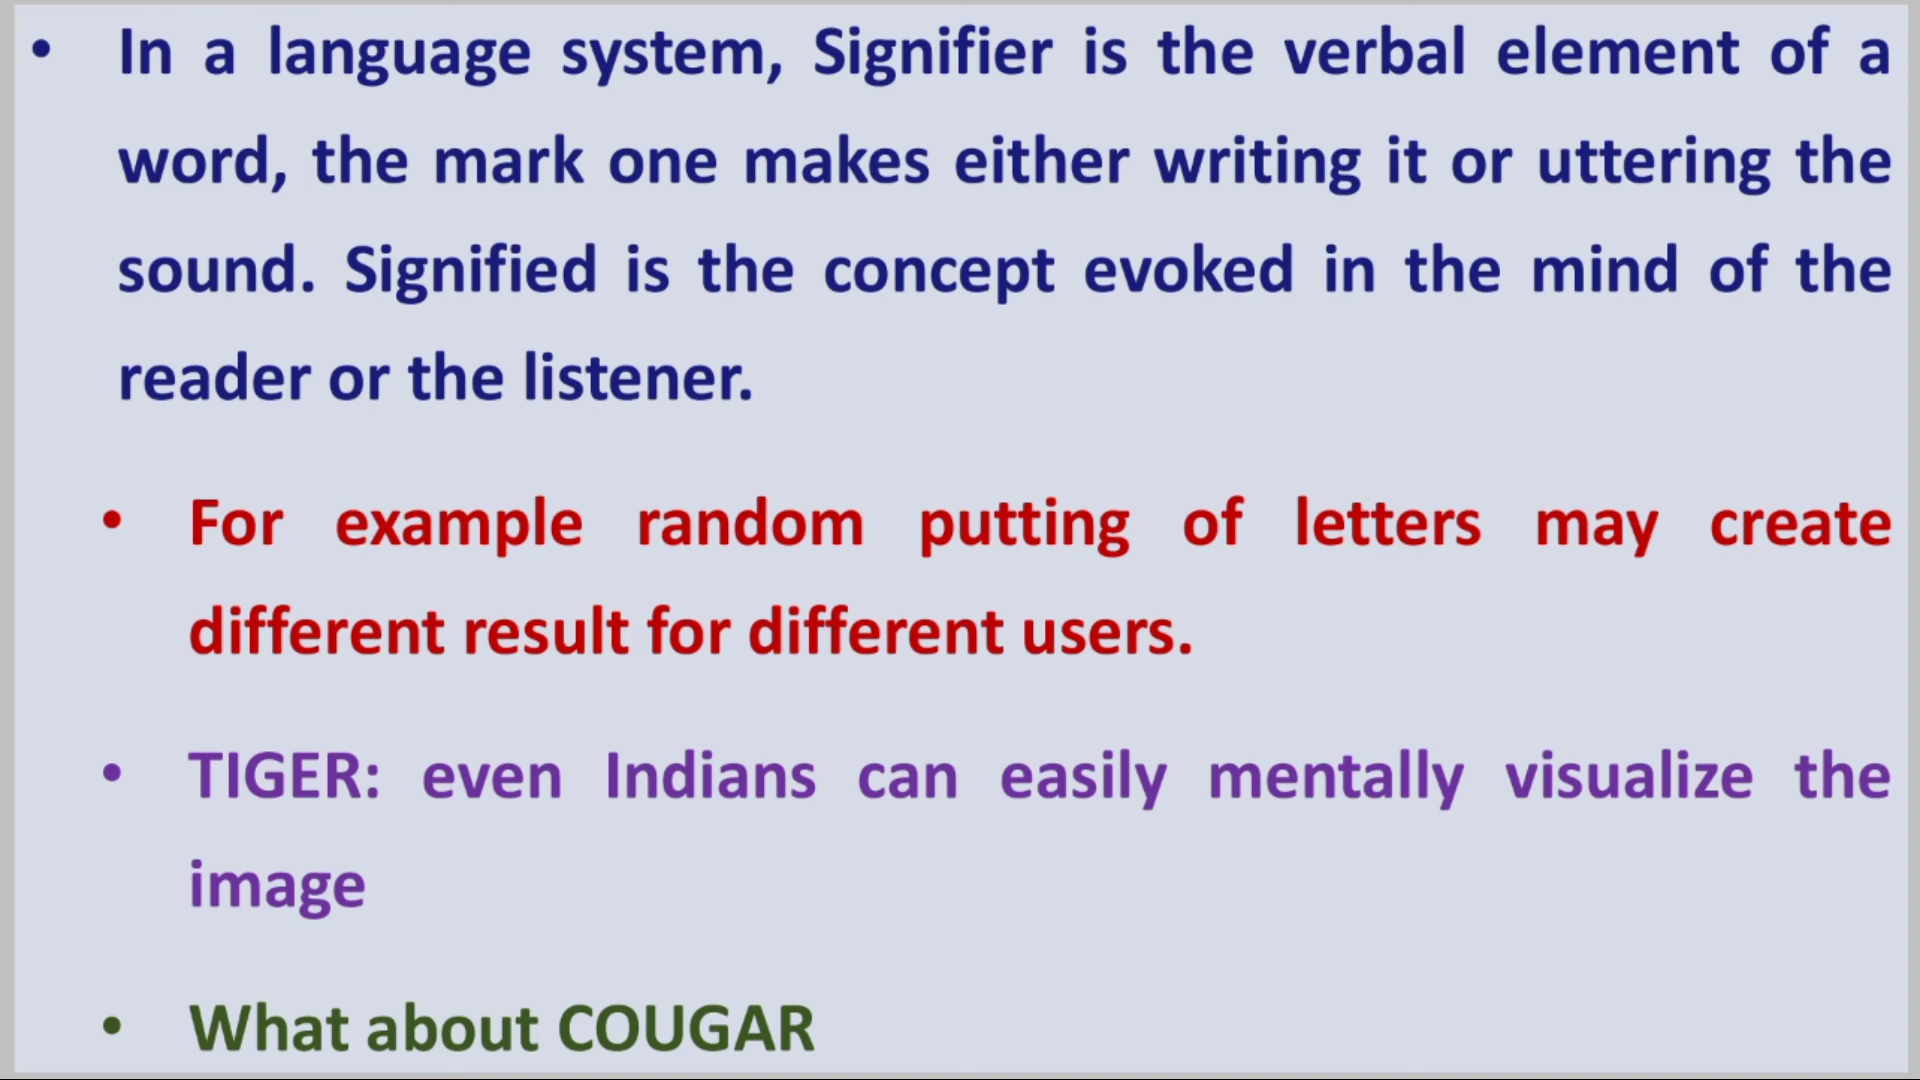 • In a language system, Signifier is the verbal element of a
word, the mark one makes either writing it or uttering the
sound. Signified is the concept evoked in the mind of the
reader or the listener.
• For example random putting of letters may create
different result for different users.
• TIGER: even Indians can easily mentally visualize the
image
• What about COUGAR